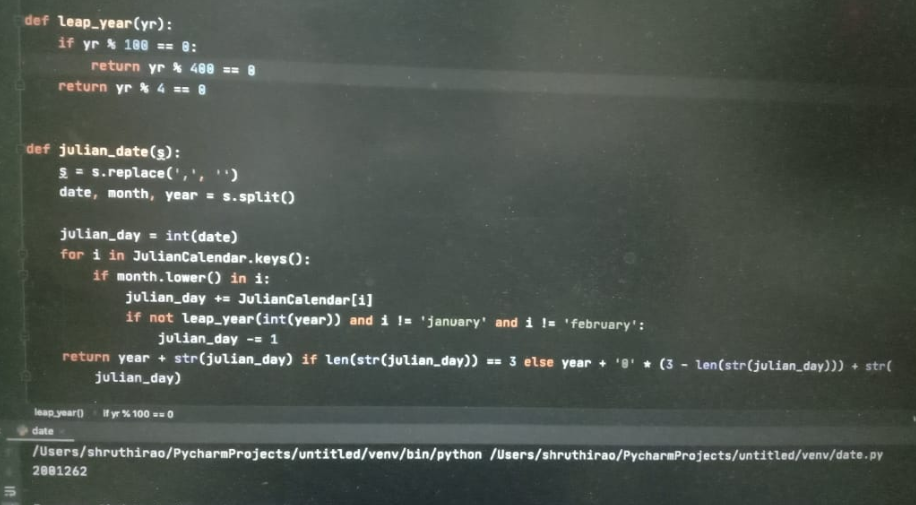 def leap_year(yr):
    if yr % 100 == 0:
        return yr % 400 == 0
    return yr % 4 == 0
def julian_date(s):
    s = s.replace(',', '')
    date, month, year = s.split()
    julian_day = int(date)
    for i in JulianCalendar.keys():
        if month.lower() in i:
            julian_day += JulianCalendar[i]
            if not leap_year(int(year)) and i != 'january' and i != 'february':
                julian_day -= 1
    return year + str(julian_day) if len(str(julian_day)) == 3 else year + '0' * (3 - len(str(julian_day))) + str(
        julian_day)
leap_year() if yr % 100 == 0
date
/Users/shruthirao/PycharmProjects/untitled/venv/bin/python /Users/shruthirao/PycharmProjects/untitled/venv/date.py
2001262